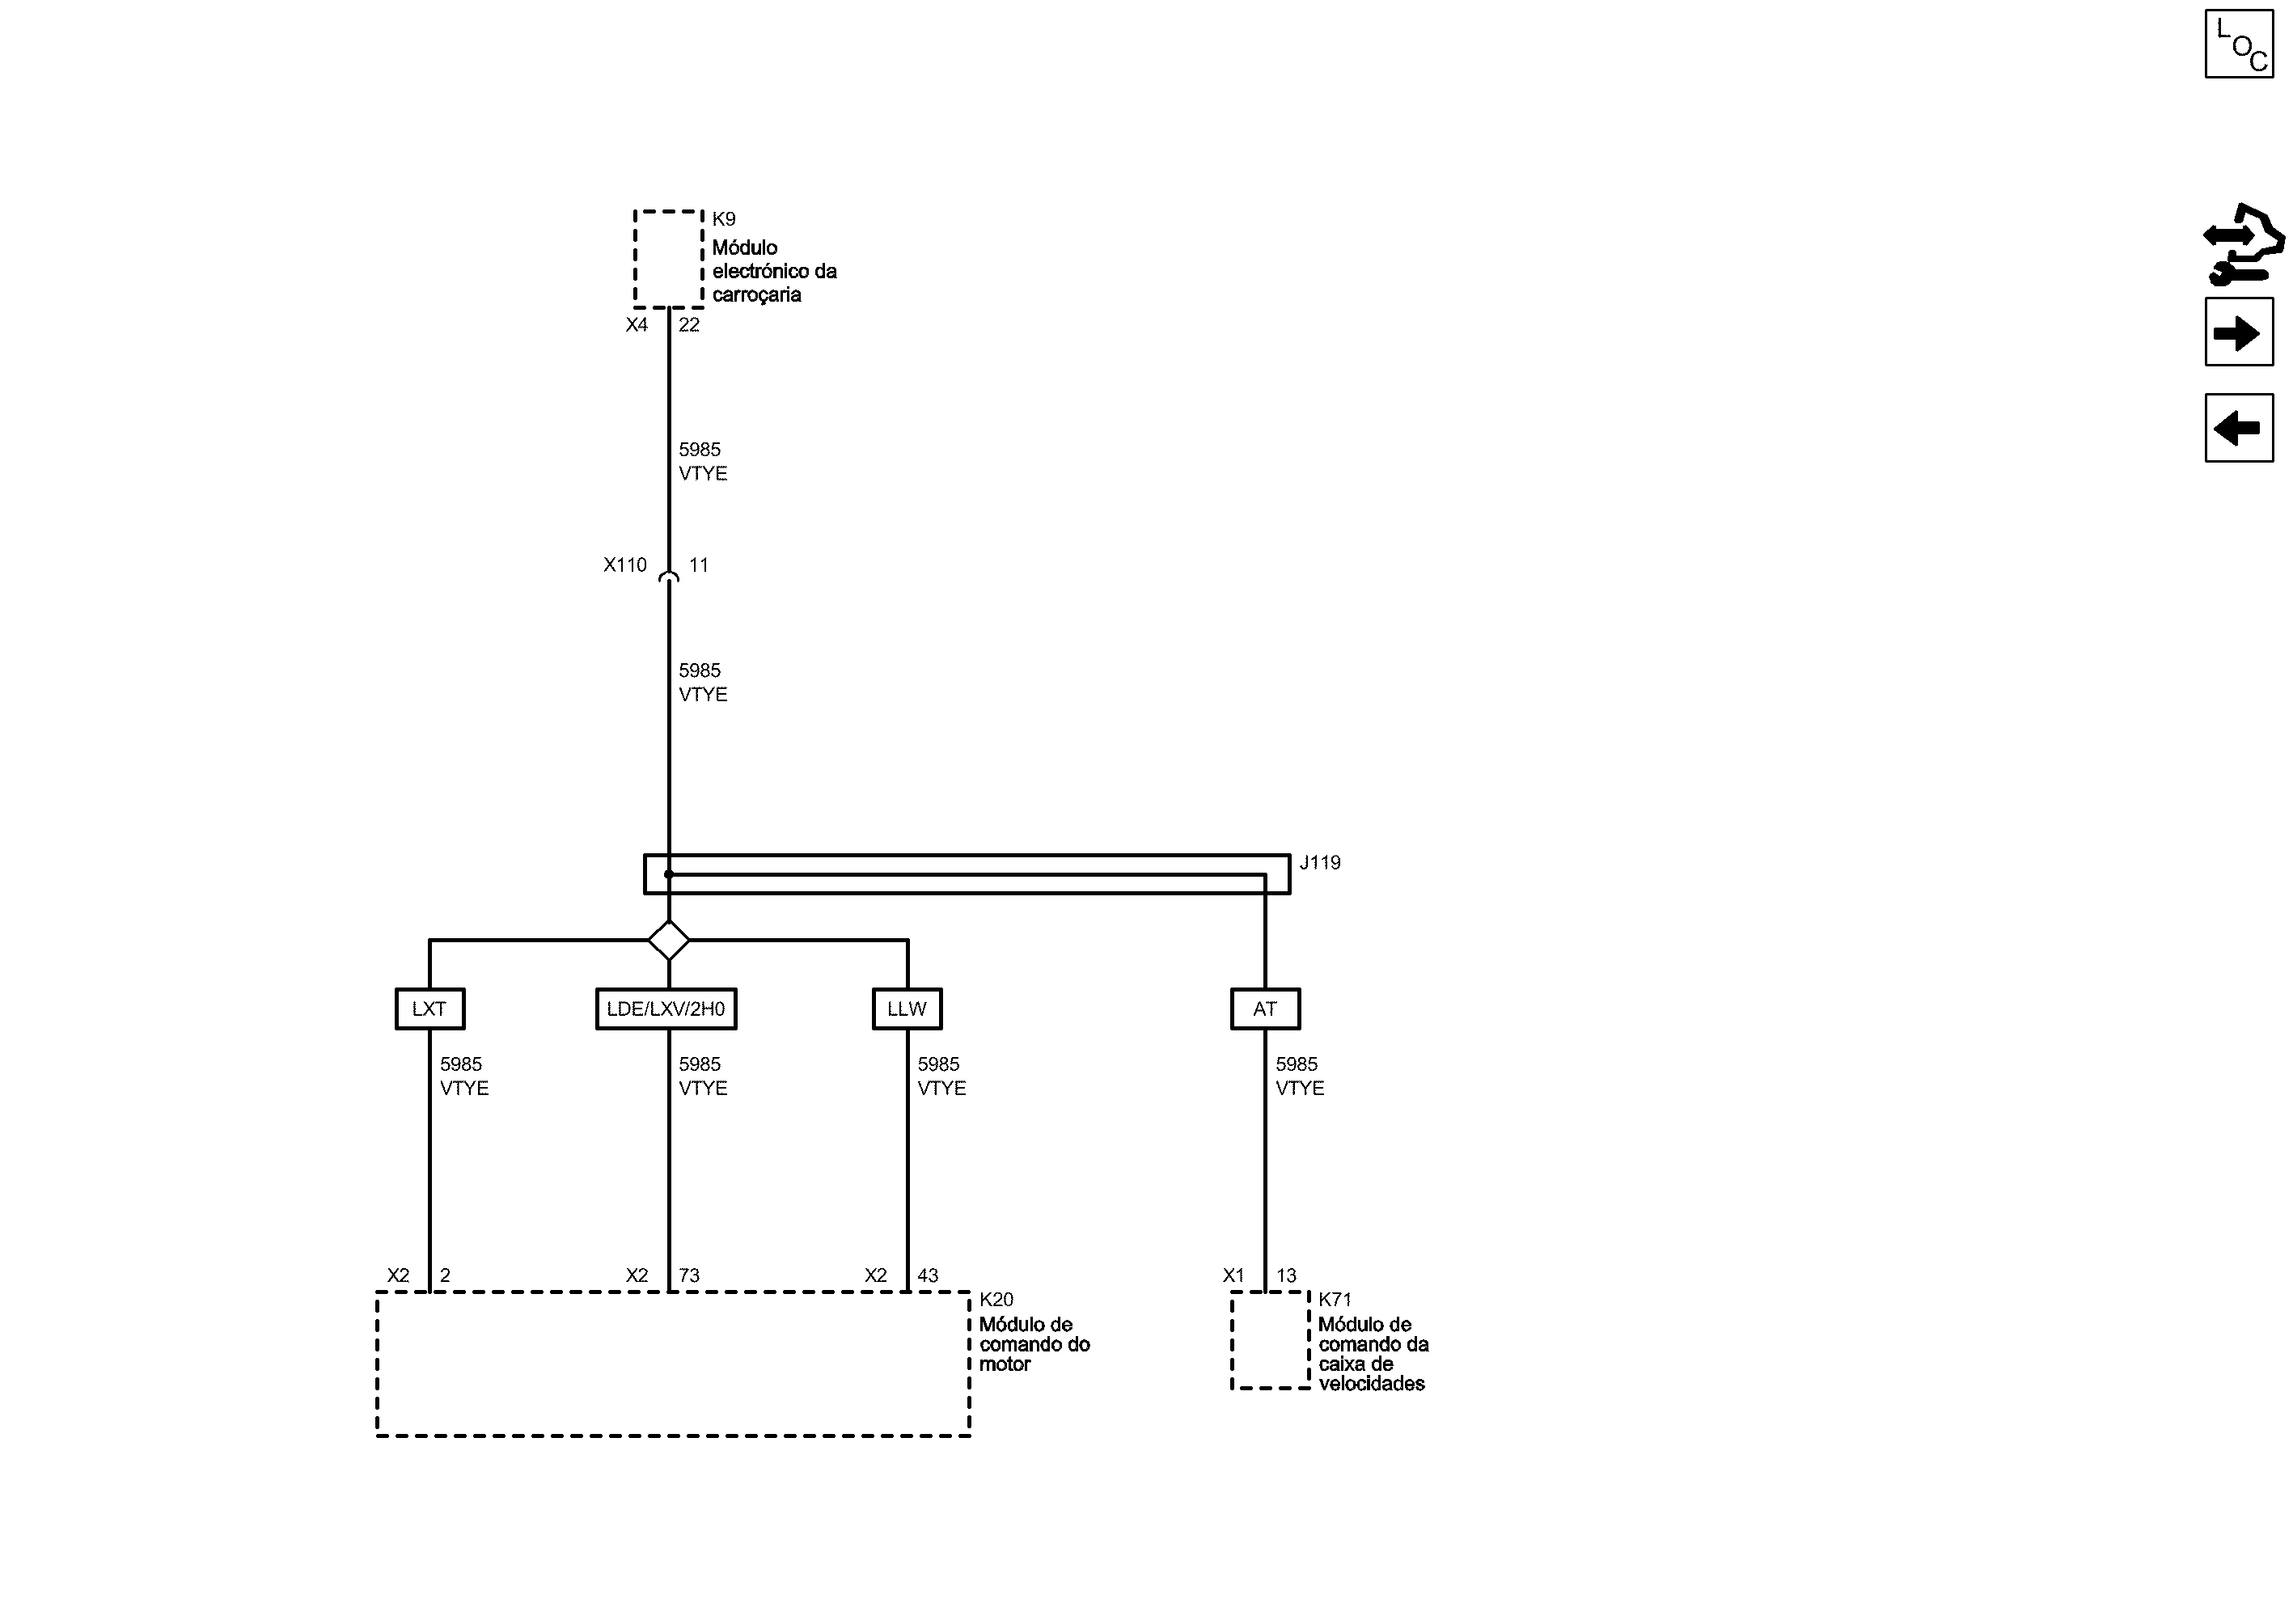 LOC
K9
Módulo
electrónico da
carroçaria
X4 22
5985
VTYE
X110 11
5985
VTYE
J119
LXT LDE/LXV/2H0 LLW AT
5985 5985 5985 5985
VTYE VTYE VTYE VTYE
X2 2 X2 73 X2 43 X1 13
K20
Módulo de
comando do
motor
K71
Módulo de
comando da
caixa de
velocidades